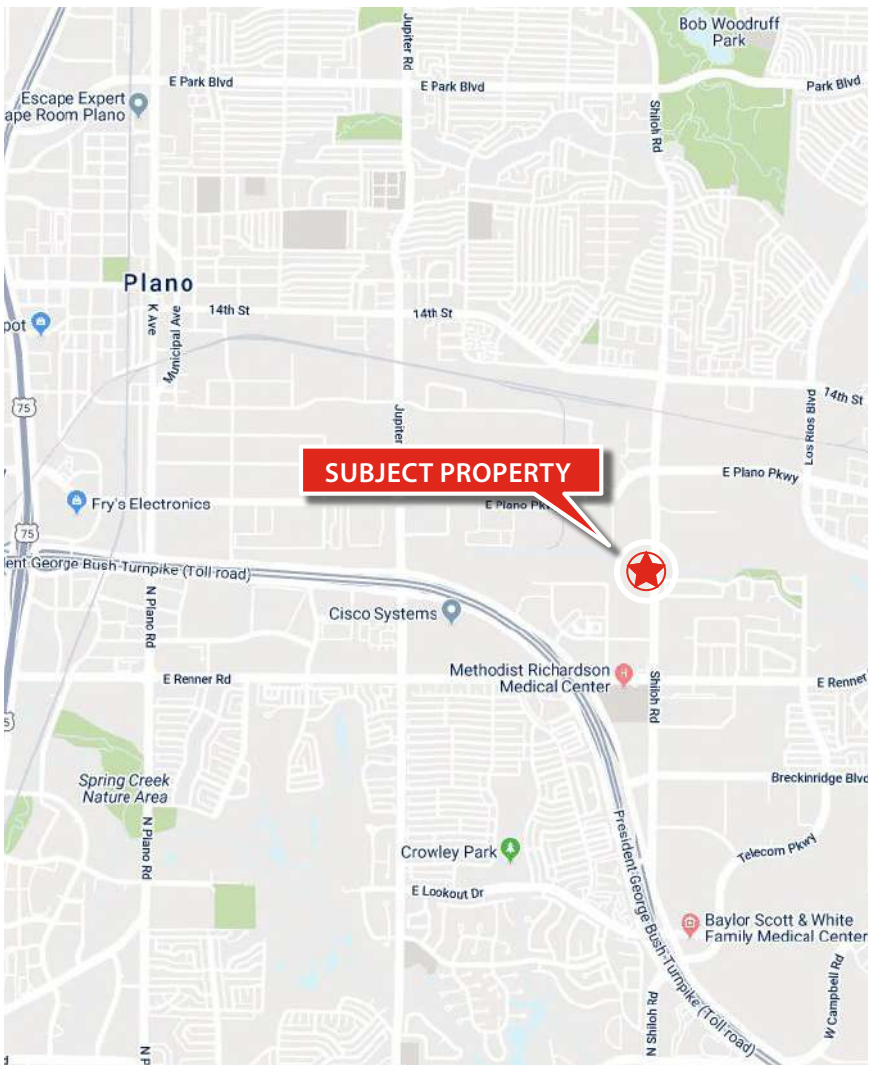 Bob Woodruff
Park
Jupiter Rd
E Park Blvd
E Park Blvd
Park Blvd
Escape Expert
ape Room Plano
Shiloh Rd
Plano
K Ave
Municipal Ave
14th St
14th St
pot
75
14th St
Los Rios Blvd
Jupiter
SUBJECT PROPERTY
E Plano Pkwy
E Plano Pk
Fry's Electronics
75
ent George Bush Turnpike (Toll road)
N Plano Rd
Cisco Systems
Methodist Richardson
Medical Center
H
E Renner Rd
Shiloh Rd
E Renner
5
Spring Creek
Nature Area
Breckinridge Blvd
N Plano Rd
President George Bush Turnpike (Toll road)
Telecom Pkwy
Crowley Park
E Lookout Dr
Baylor Scott & White
Family Medical Center
W Campbell Rd
N Shiloh Rd
N P
d